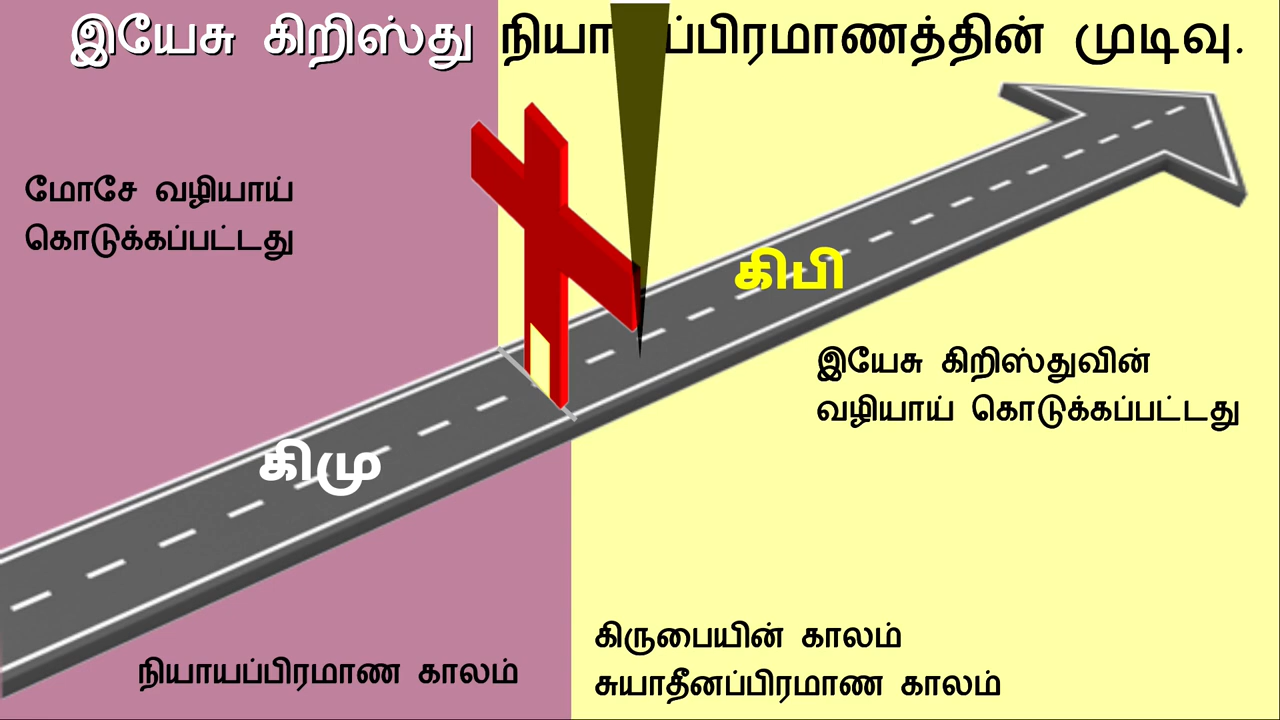 இயேசு கிறிஸ்து நியாயப்பிரமாணத்தின் முடிவு.
மோசே வழியாய்
கொடுக்கப்பட்டது
கிபி
இயேசு கிறிஸ்துவின்
வழியாய் கொடுக்கப்பட்டது
கிமு
நியாயப்பிரமாண காலம்
கிருபையின் காலம்
சுயாதீனப்பிரமாண காலம்